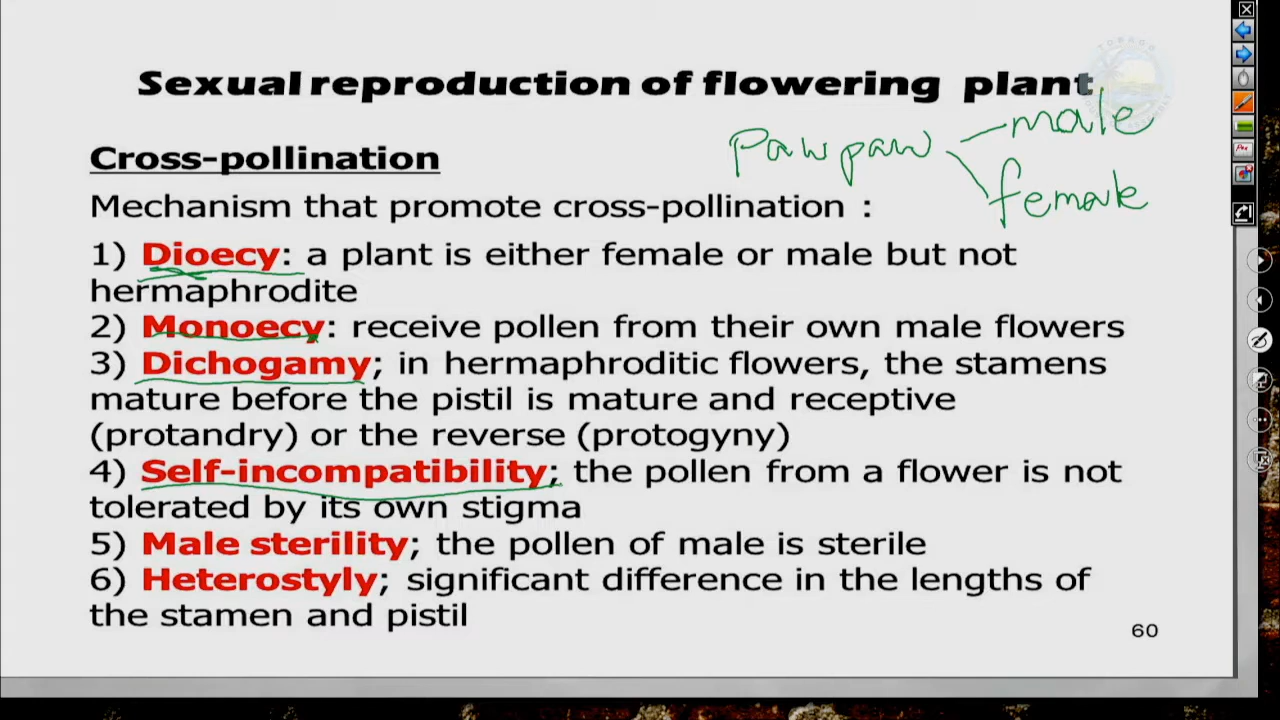 Sexual reproduction of flowering plant
TOBAGO
pawpaw male
female
Cross-pollination
Mechanism that promote cross-pollination :
1) Dioecy: a plant is either female or male but not
hermaphrodite
2) Monoecy: receive pollen from their own male flowers
3) Dichogamy; in hermaphroditic flowers, the stamens
mature before the pistil is mature and receptive
(protandry) or the reverse (protogyny)
4) Self-incompatibility; the pollen from a flower is not
tolerated by its own stigma
5) Male sterility; the pollen of male is sterile
6) Heterostyly; significant difference in the lengths of
the stamen and pistil
60